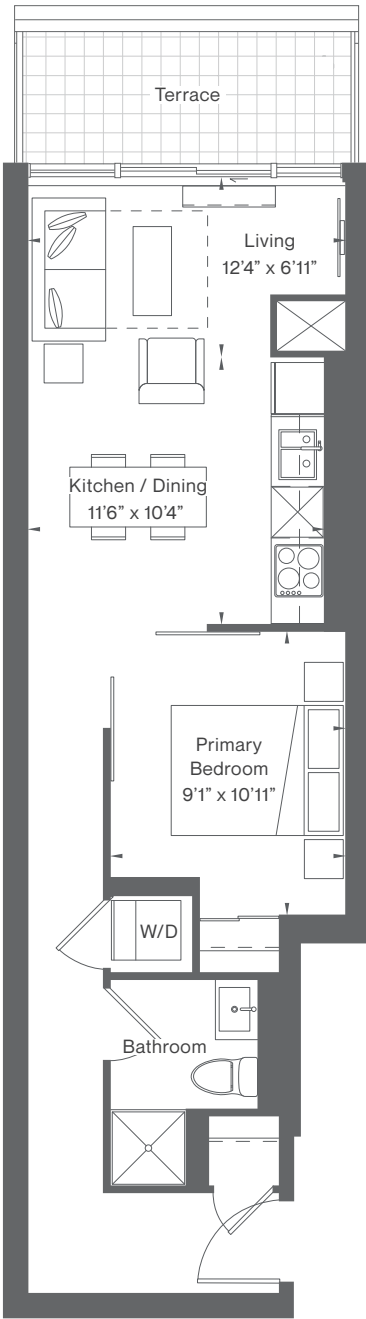 Terrace
Living
12'4" x 6'11"
Kitchen / Dining
11'6" x 10'4"
Primary
Bedroom
9'1" x 10'11"
W/D
Bathroom